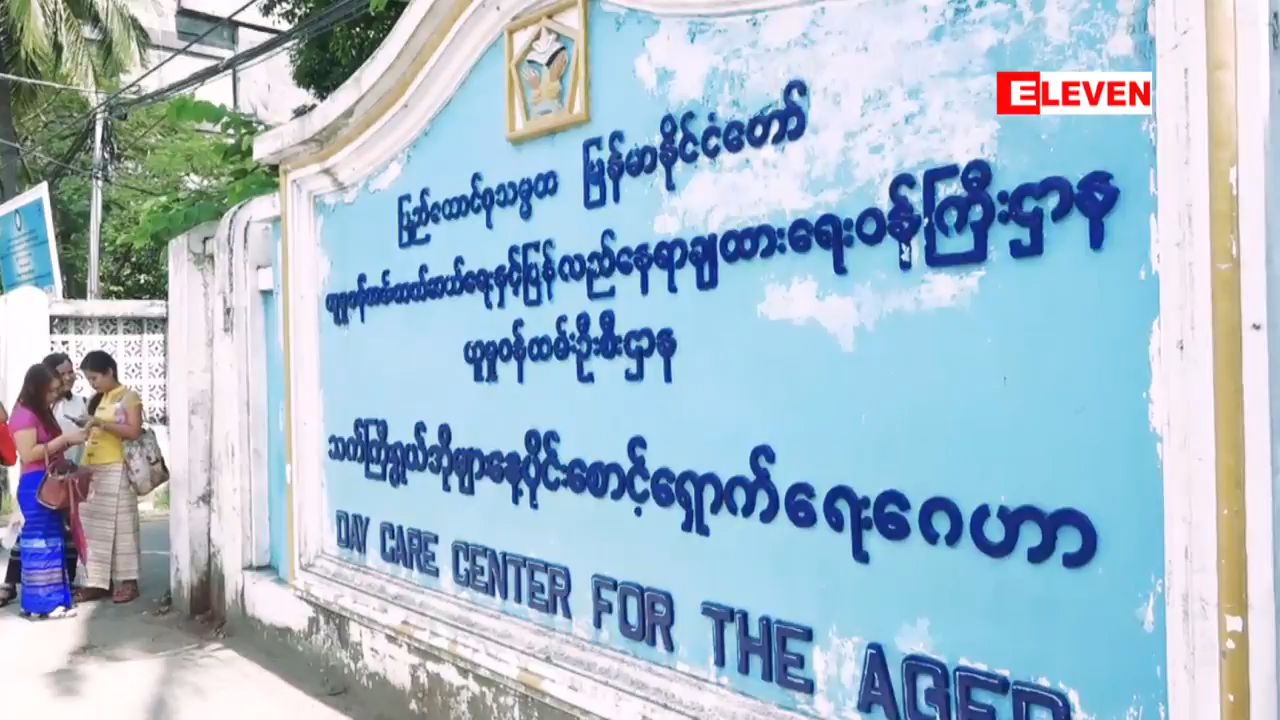 ELEVEN
ပြည်ထောင်စုသမ္မတ မြန်မာနိုင်ငံတော်
လူမှုဝန်ထမ်း၊ကယ်ဆယ်ရေးနှင့်ပြန်လည်နေရာချထားရေးဝန်ကြီးဌာန
လူမှုဝန်ထမ်းဦးစီးဌာန
သက်ကြီးရွယ်အိုများနေ့ပိုင်းစောင့်ရှောက်ရေးဂေဟာ
DAY CARE CENTER FOR THE AGED